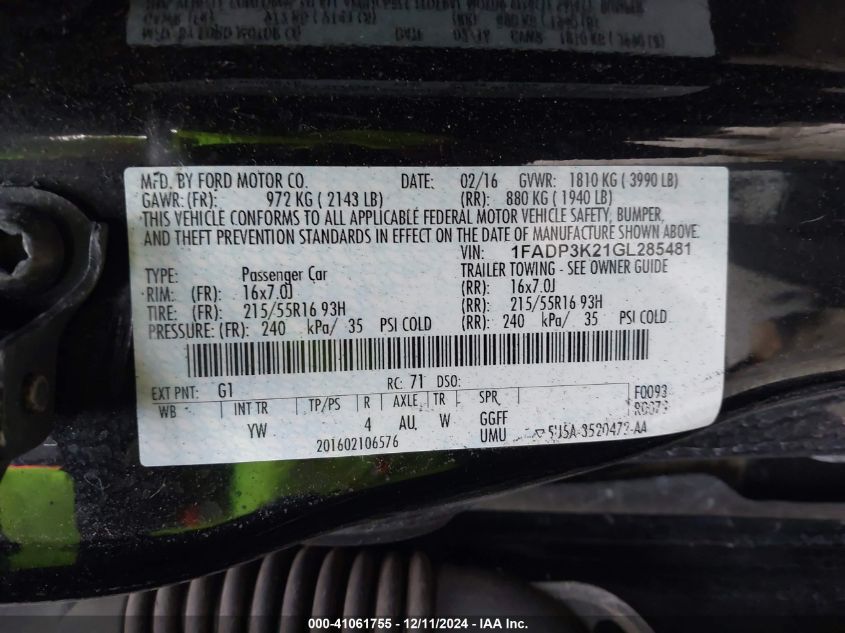 MFD. BY FORD MOTOR CO. DATE: 02/16 GVWR: 1810 KG ( 3990 LB)
GAWR: (FR): 972 KG ( 2143 LB) (RR): 880 KG ( 1940 LB)
THIS VEHICLE CONFORMS TO ALL APPLICABLE FEDERAL MOTOR VEHICLE SAFETY, BUMPER,
AND THEFT PREVENTION STANDARDS IN EFFECT ON THE DATE OF MANUFACTURE SHOWN ABOVE.
VIN: 1FADP3K21GL285481
TYPE: Passenger Car TRAILER TOWING - SEE OWNER GUIDE
RIM: (FR): 16x7.0J (RR): 16x7.0J
TIRE: (FR): 215/55R16 93H (RR): 215/55R16 93H
PRESSURE: (FR): 240 kPa/ 35 PSI COLD (RR): 240 kPa/ 35 PSI COLD
EXT PNT: G1 RC: 71 DSO: F0093
WB INT TR TP/PS R AXLE TR SPR R0079
YW 4 AU. W GGFF
201602106576 UMU
000-41061755 - 12/11/2024 - IAAI.COM